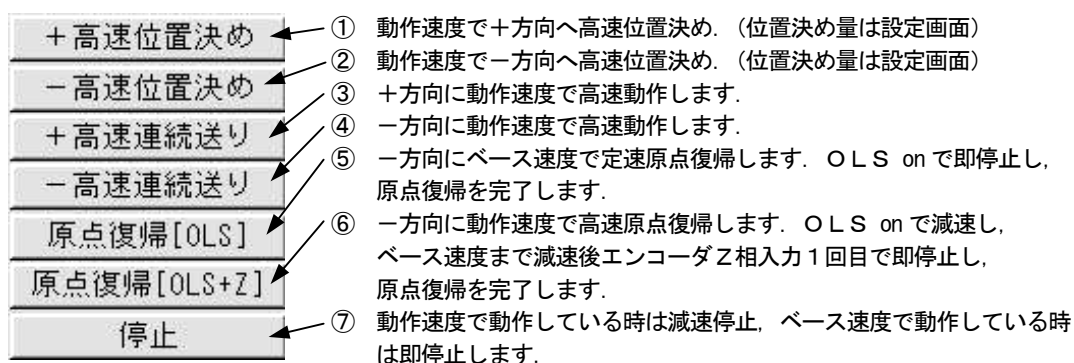 +高速位置決め ① 動作速度で+方向へ高速位置決め. (位置決め量は設定画面)
-高速位置決め ② 動作速度で-方向へ高速位置決め. (位置決め量は設定画面)
+高速連続送り ③ +方向に動作速度で高速動作します.
-高速連続送り ④ -方向に動作速度で高速動作します.
原点復帰[OLS] ⑤ -方向にベース速度で定速原点復帰します. OLS on で即停止し,
原点復帰を完了します.
原点復帰[OLS+Z] ⑥ -方向に動作速度で高速原点復帰します. OLS on で減速し,
ベース速度まで減速後エンコーダZ相入力1回目で即停止し,
原点復帰を完了します.
停止 ⑦ 動作速度で動作している時は減速停止, ベース速度で動作している時
は即停止します.